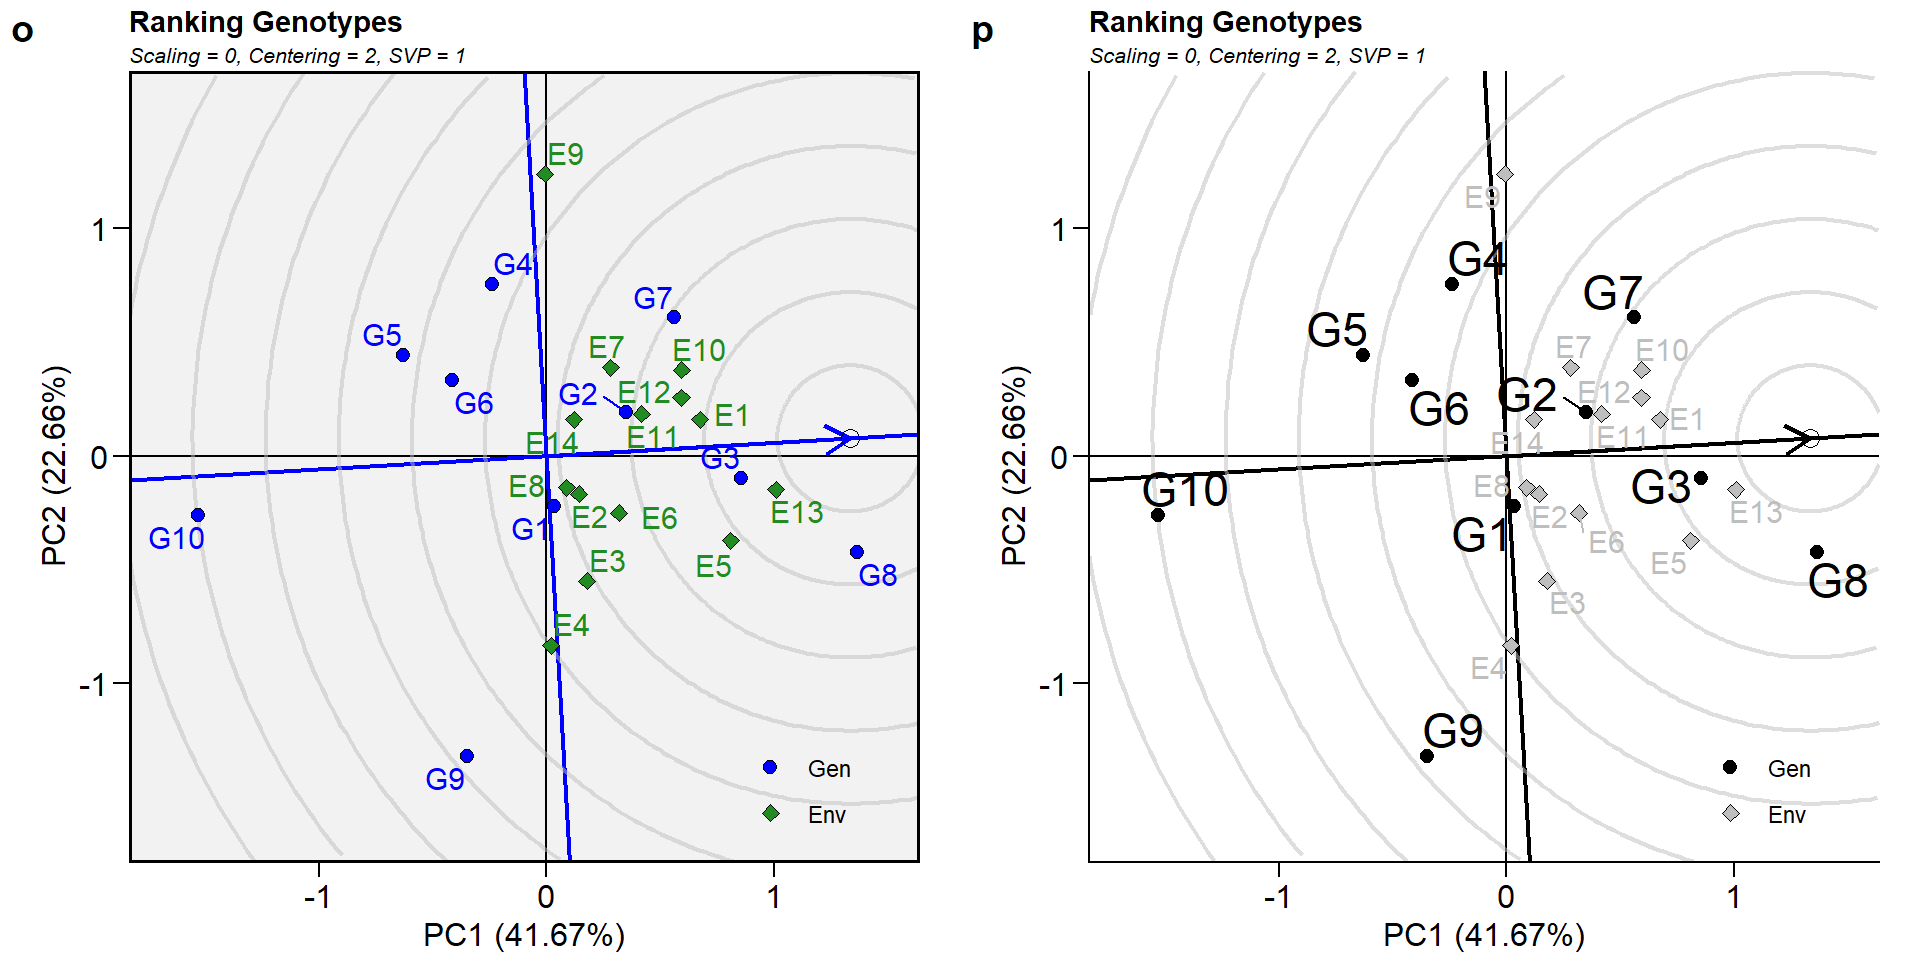 o
Ranking Genotypes
Scaling = 0, Centering = 2, SVP = 1
E9
1
G4
G7
G5
E7
E10
G2
E12
G6
E1
E14
E11
0
G3
E8
G10
G1
E2
E6
E13
E3
E5
G8
E4
-1
G9
Gen
Env
-1
0
1
PC1 (41.67%)
PC2 (22.66%)
p
Ranking Genotypes
Scaling = 0, Centering = 2, SVP = 1
E9
1
G4
G7
G5
E7
E10
G2
E12
G6
E1
E14
E11
0
G10
E8
G3
G1
E2
E13
E6
E5
G8
E3
E4
-1
G9
Gen
Env
-1
0
1
PC1 (41.67%)
PC2 (22.66%)